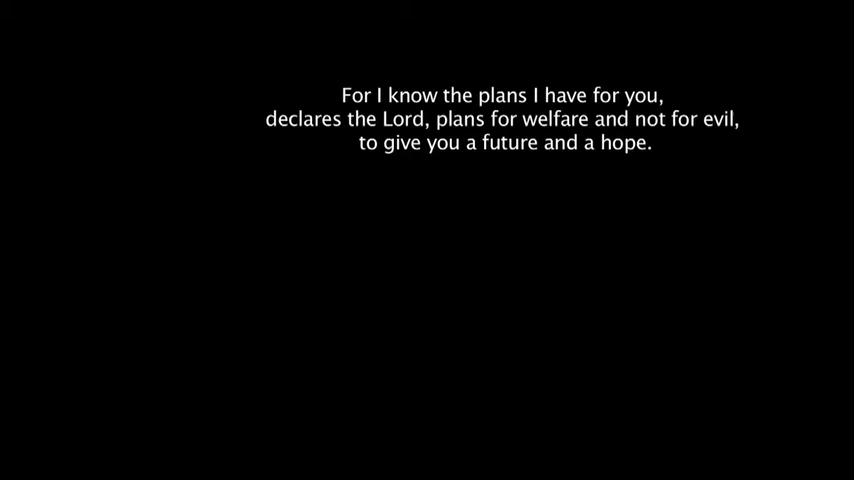 For I know the plans I have for you,
declares the Lord, plans for welfare and not for evil,
to give you a future and a hope.